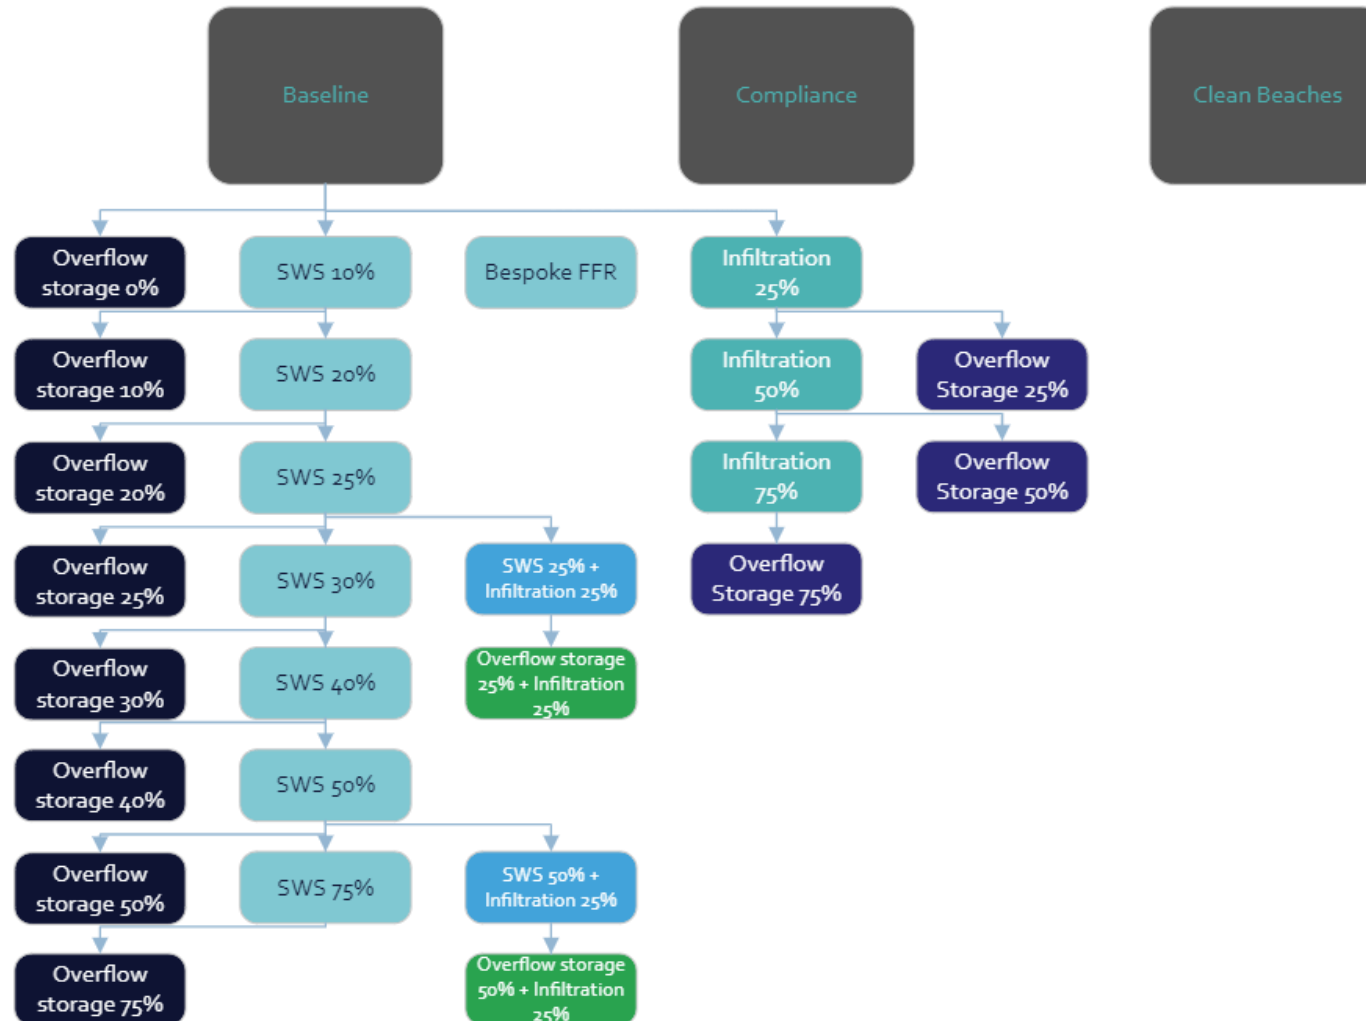 Baseline
Compliance
Clean Beaches
Overflow
storage 0%
SWS 10%
Bespoke FFR
Infiltration
25%
Overflow
storage 10%
SWS 20%
Infiltration
50%
Overflow
Storage 25%
Overflow
storage 20%
SWS 25%
Infiltration
75%
Overflow
Storage 50%
Overflow
storage 25%
SWS 30%
SWS 25% +
Infiltration 25%
Overflow
Storage 75%
Overflow
storage 30%
SWS 40%
Overflow storage
25% + Infiltration
25%
Overflow
storage 40%
SWS 50%
Overflow
storage 50%
SWS 75%
SWS 50% +
Infiltration 25%
Overflow
storage 75%
Overflow storage
50% + Infiltration
25%